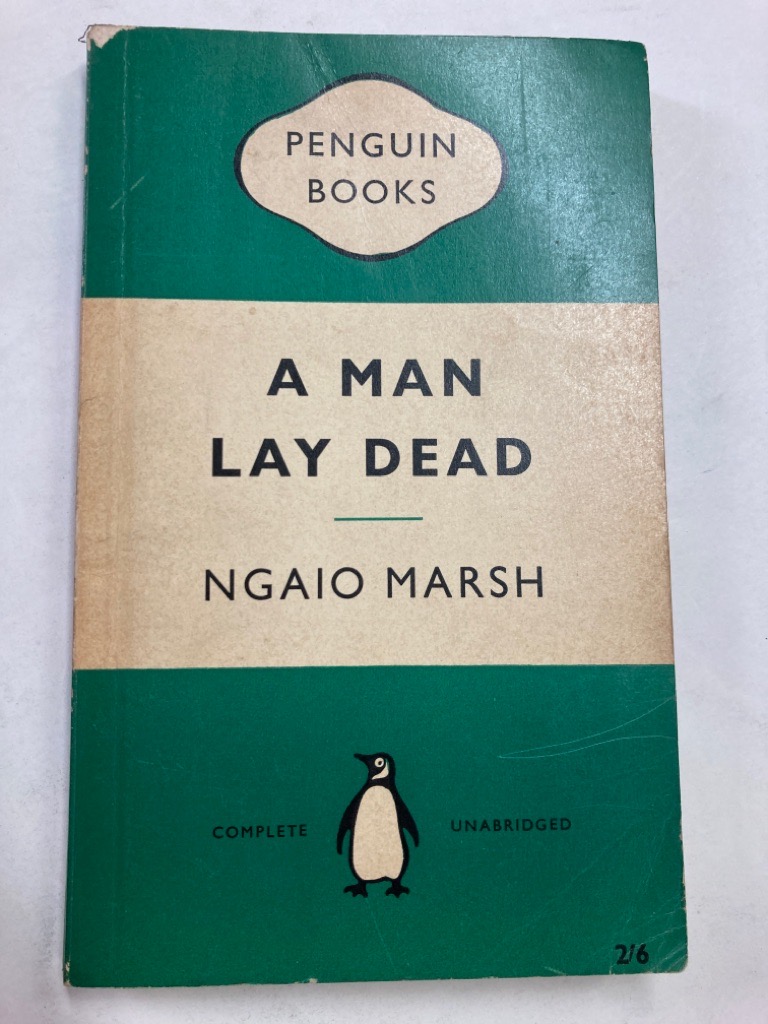 PENGUIN
BOOKS
A MAN
LAY DEAD
NGAIO MARSH
COMPLETE UNABRIDGED
2/6